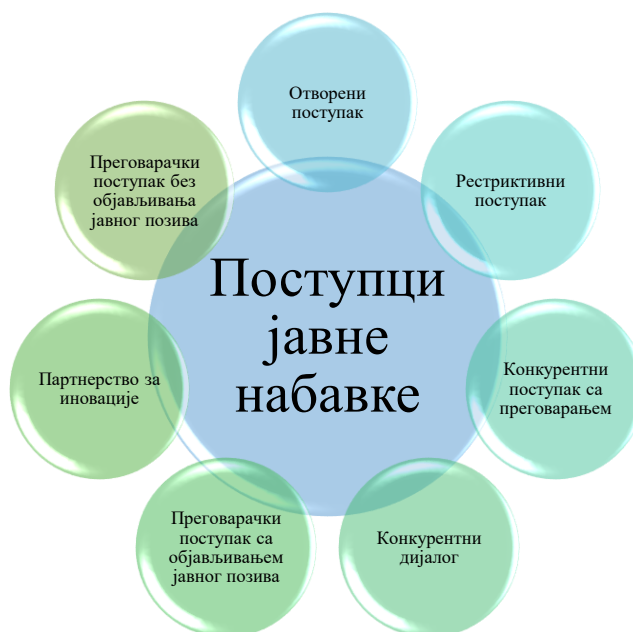 Поступци
јавне
набавке
Отворени
поступак
Рестриктивни
поступак
Конкурентни
поступак са
преговарањем
Конкурентни
дијалог
Преговарачки
поступак са
објављивањем
јавног позива
Партнерство за
иновације
Преговарачки
поступак без
објављивања
јавног позива